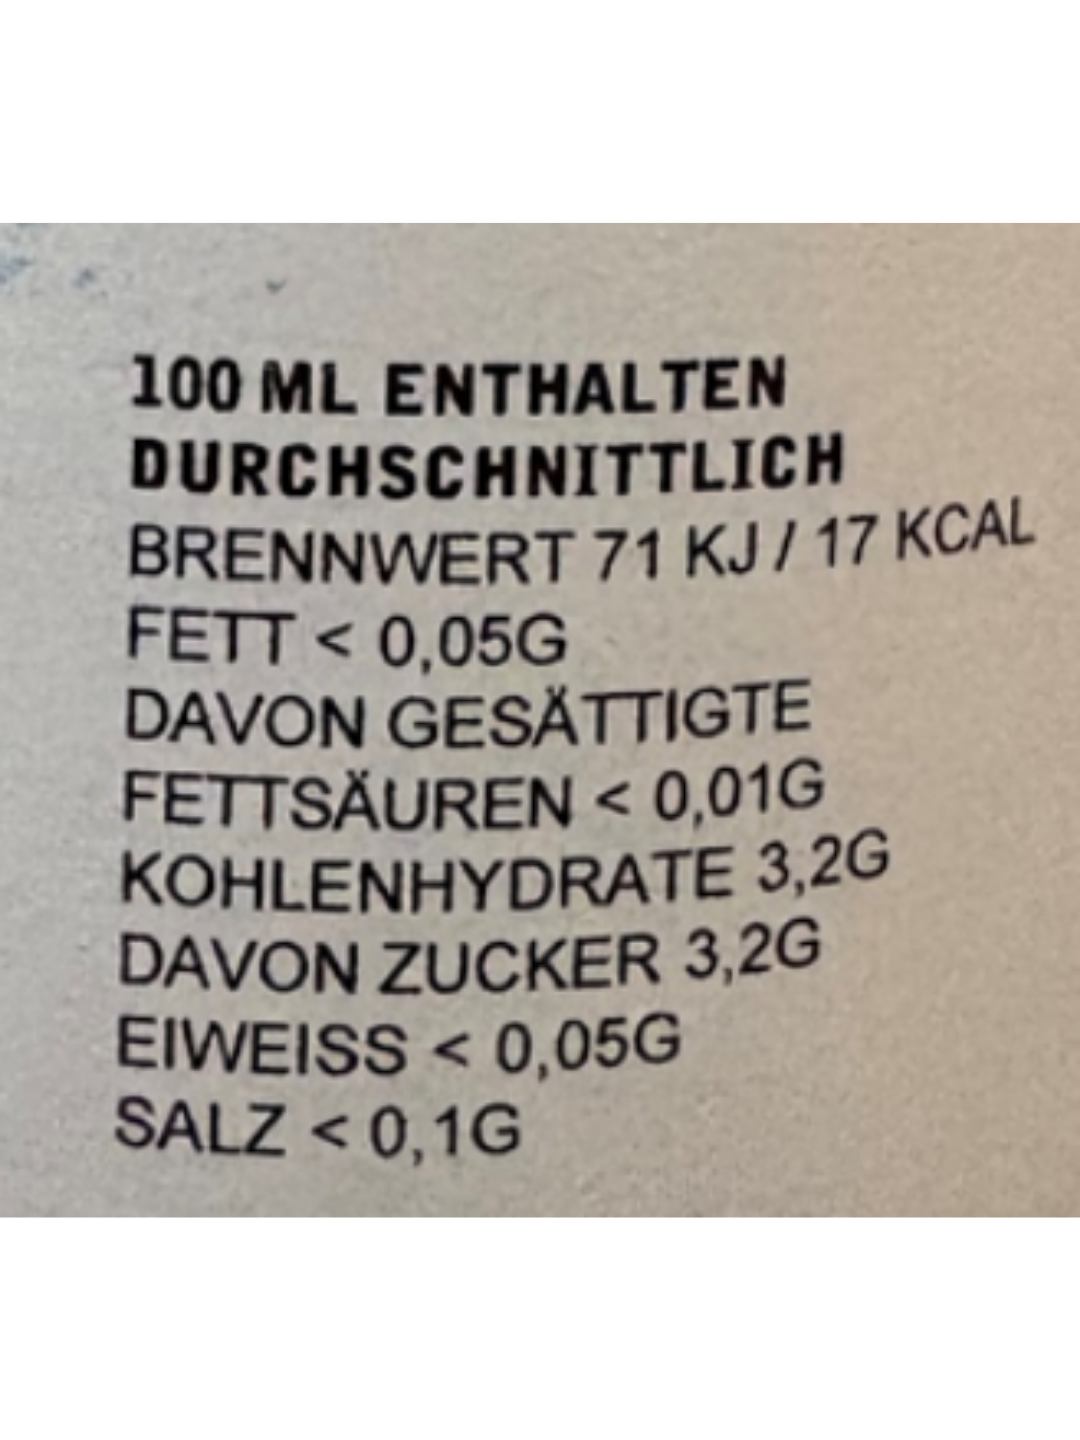 100 ML ENTHALTEN
DURCHSCHNITTLICH
BRENNWERT 71 KJ / 17 KCAL
FETT < 0,05G
DAVON GESÄTTIGTE
FETTSÄUREN < 0,01G
KOHLENHYDRATE 3,2G
DAVON ZUCKER 3,2G
EIWEISS < 0,05G
SALZ < 0,1G